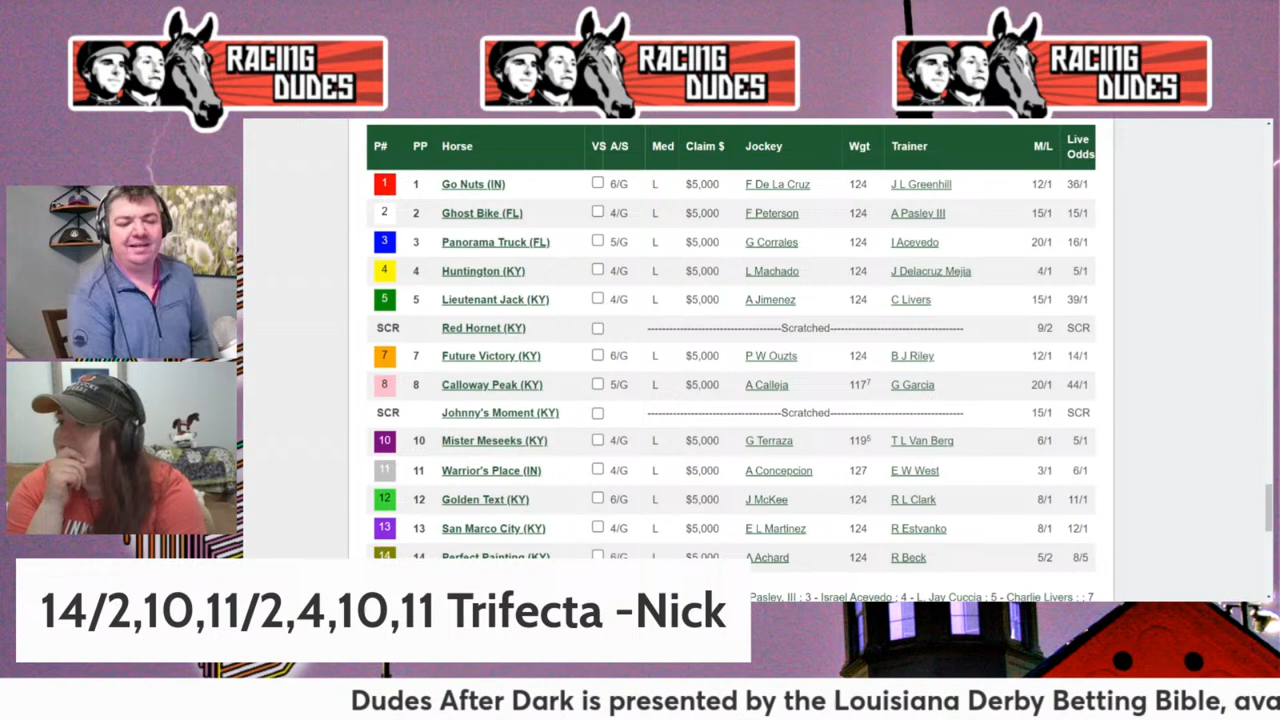 RACING DUDES
RACING DUDES
RACING DUDES
P# PP Horse VS A/S Med Claim $ Jockey Wgt Trainer M/L Live Odds
1 1 Go Nuts (IN) 6/G L $5,000 F De La Cruz 124 J L Greenhill 12/1 36/1
2 2 Ghost Bike (FL) 4/G L $5,000 F Peterson 124 A Pasley III 15/1 15/1
3 3 Panorama Truck (FL) 5/G L $5,000 G Corrales 124 I Acevedo 20/1 16/1
4 4 Huntington (KY) 4/G L $5,000 L Machado 124 J Delacruz Mejia 4/1 5/1
5 5 Lieutenant Jack (KY) 4/G L $5,000 A Jimenez 124 C Livers 15/1 39/1
SCR Red Hornet (KY) Scratched 9/2 SCR
7 7 Future Victory (KY) 6/G L $5,000 P W Ouzts 124 B J Riley 12/1 14/1
8 8 Calloway Peak (KY) 5/G L $5,000 A Calleja 117⁷ G Garcia 20/1 44/1
SCR Johnny's Moment (KY) Scratched 15/1 SCR
10 10 Mister Meseeks (KY) 4/G L $5,000 G Terraza 119⁵ T L Van Berg 6/1 5/1
11 11 Warrior's Place (IN) 4/G L $5,000 A Concepcion 127 E W West 3/1 6/1
12 12 Golden Text (KY) 6/G L $5,000 J McKee 124 R L Clark 8/1 11/1
13 13 San Marco City (KY) 4/G L $5,000 E L Martinez 124 R Estvanko 8/1 12/1
14 14 Perfect Painting (KY) 6/G L $5,000 A Achard 124 R Beck 5/2 8/5
Pasley, III ; 3 - Israel Acevedo ; 4 - L. Jay Cuccia ; 5 - Charlie Livers ; ; 7
14/2,10,11/2,4,10,11 Trifecta -Nick
Dudes After Dark is presented by the Louisiana Derby Betting Bible, ava